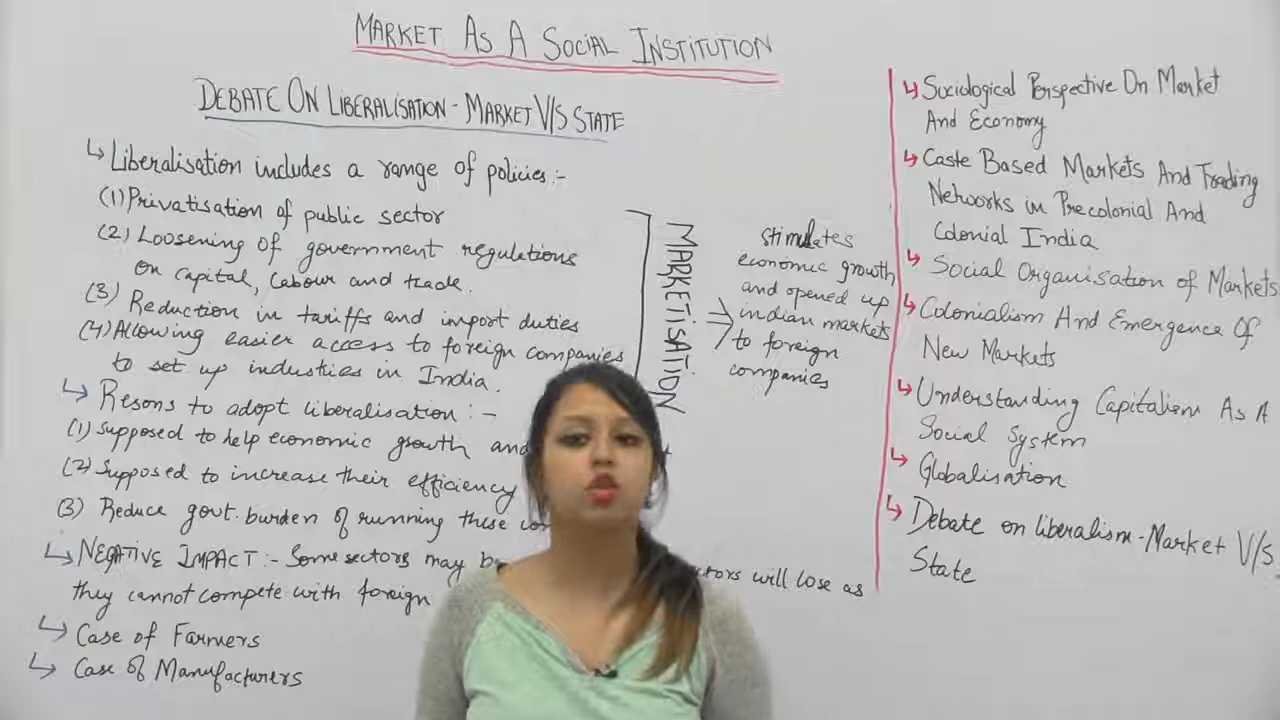 MARKET AS A SOCIAL INSTITUTION
DEBATE ON LIBERALISATION - MARKET V/S STATE
↳ Liberalisation includes a range of policies:-
(1) Privatisation of public sector
(2) Loosening of government regulations
on capital, Labour and trade.
(3) Reduction in tariffs and import duties
(4) Allowing easier access to foreign companies
to set up industies in India.
↳ Resons to adopt liberalisation :-
(1) Supposed to help economic growth and
(2) Supposed to increase their efficiency
(3) Reduce govt. burden of running these
↳ NEGATIVE IMPACT :- Some sectors may will lose as
they cannot compete with foreign
↳ Case of Farmers
↳ Case of Manufacturers
MARKETISATION
⇒ stimulates
economic growth
and opened up
indian markets
to foreign
companies
↳ Sociological Perspective On Market
And Economy
↳ Caste Based Markets And Trading
Networks in Precolonial And
Colonial India
↳ Social Organisation of Markets
↳ Colonialism And Emergence Of
New Markets
↳ Understanding Capitalism As A
Social System
↳ Globalisation
↳ Debate on liberalism - Market V/S
State